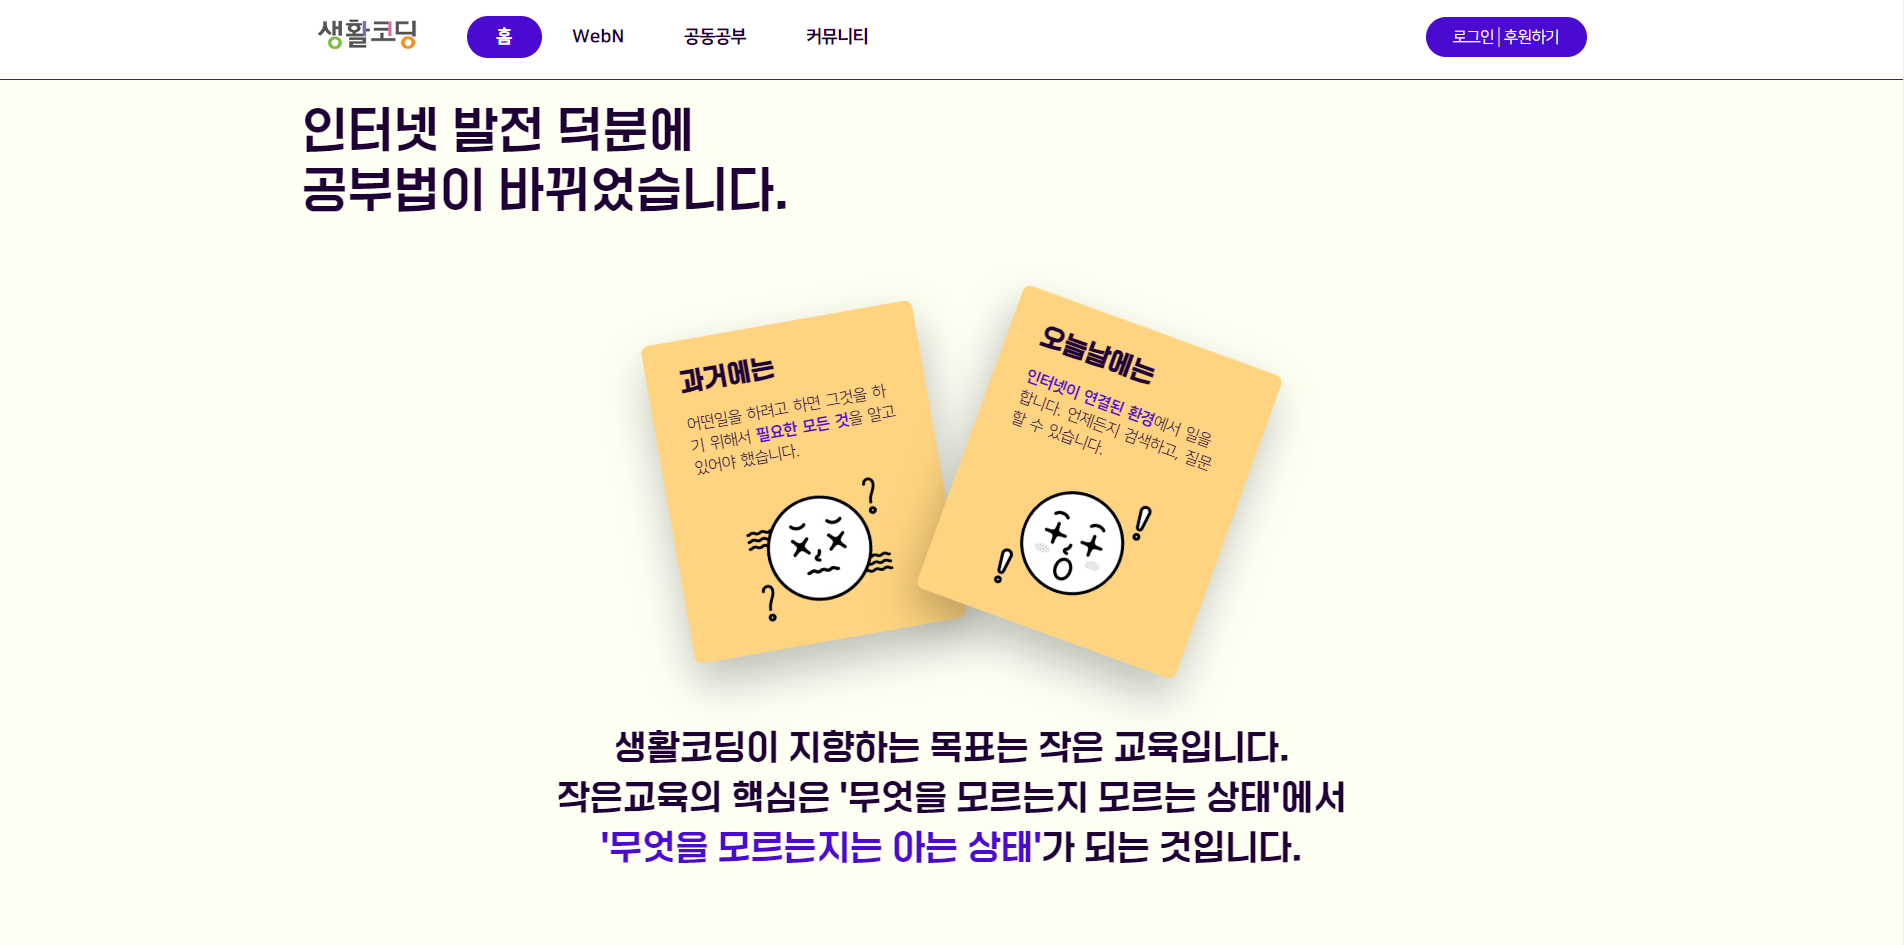 생활코딩
홈
WebN
공동공부
커뮤니티
로그인 | 후원하기
인터넷 발전 덕분에
공부법이 바뀌었습니다.
과거에는
어떤일을 하려고 하면 그것을 하
기 위해서 필요한 모든 것을 알고
있어야 했습니다.
?
?
오늘날에는
인터넷이 연결된 환경에서 일을
합니다. 언제든지 검색하고, 질문
할 수 있습니다.
!
!
생활코딩이 지향하는 목표는 작은 교육입니다.
작은교육의 핵심은 '무엇을 모르는지 모르는 상태'에서
'무엇을 모르는지는 아는 상태'가 되는 것입니다.